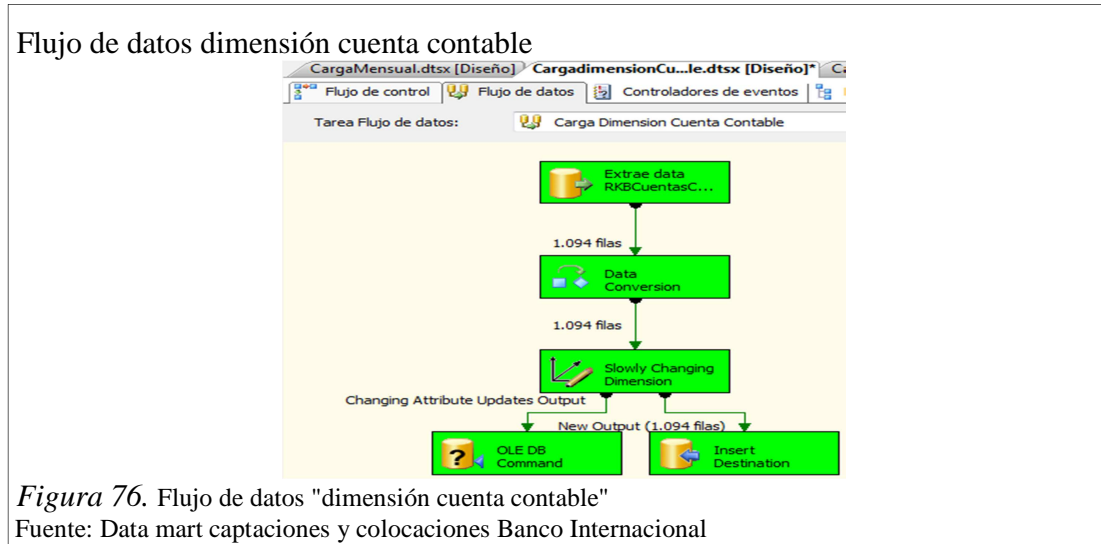 Flujo de datos dimensión cuenta contable
CargaMensual.dtsx [Diseño] CargadimensionCu...le.dtsx [Diseño]*
Flujo de control Flujo de datos Controladores de eventos
Tarea Flujo de datos: Carga Dimension Cuenta Contable
Extrae data
RKBCuentasC...
1.094 filas
Data
Conversion
1.094 filas
Slowly Changing
Dimension
Changing Attribute Updates Output
New Output (1.094 filas)
OLE DB
Command
Insert
Destination
Figura 76. Flujo de datos "dimensión cuenta contable"
Fuente: Data mart captaciones y colocaciones Banco Internacional